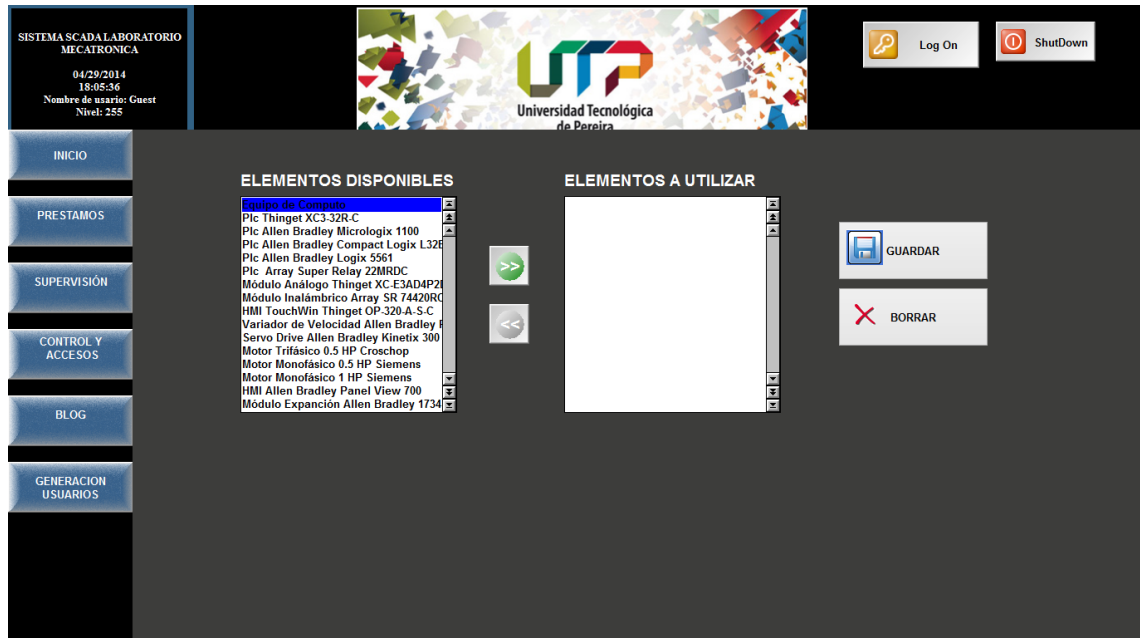 SISTEMA SCADA LABORATORIO
MECATRONICA
04/29/2014
18:05:36
Nombre de usario: Guest
Nivel: 255
UTP
Universidad Tecnológica
de Pereira
Log On
ShutDown
INICIO
PRESTAMOS
SUPERVISIÓN
CONTROL Y
ACCESOS
BLOG
GENERACION
USUARIOS
ELEMENTOS DISPONIBLES
Equipo de Computo
Plc Thinget XC3-32R-C
Plc Allen Bradley Micrologix 1100
Plc Allen Bradley Compact Logix L32E
Plc Allen Bradley Logix 5561
Plc Array Super Relay 22MRDC
Módulo Análogo Thinget XC-E3AD4P2
Módulo Inalámbrico Array SR 74420RC
HMI TouchWin Thinget OP-320-A-S-C
Variador de Velocidad Allen Bradley
Servo Drive Allen Bradley Kinetix 300
Motor Trifásico 0.5 HP Croschop
Motor Monofásico 0.5 HP Siemens
Motor Monofásico 1 HP Siemens
HMI Allen Bradley Panel View 700
Módulo Expanción Allen Bradley 1734
>>
<<
ELEMENTOS A UTILIZAR
GUARDAR
BORRAR